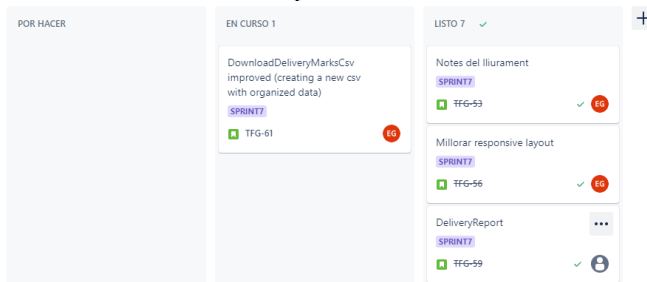 POR HACER
EN CURSO 1
DownloadDeliveryMarksCsv
improved (creating a new csv
with organized data)
SPRINT7
TFG-61
EG
LISTO 7
Notes del lliurament
SPRINT7
TFG-53
EG
Millorar responsive layout
SPRINT7
TFG-56
EG
DeliveryReport
SPRINT7
TFG-59